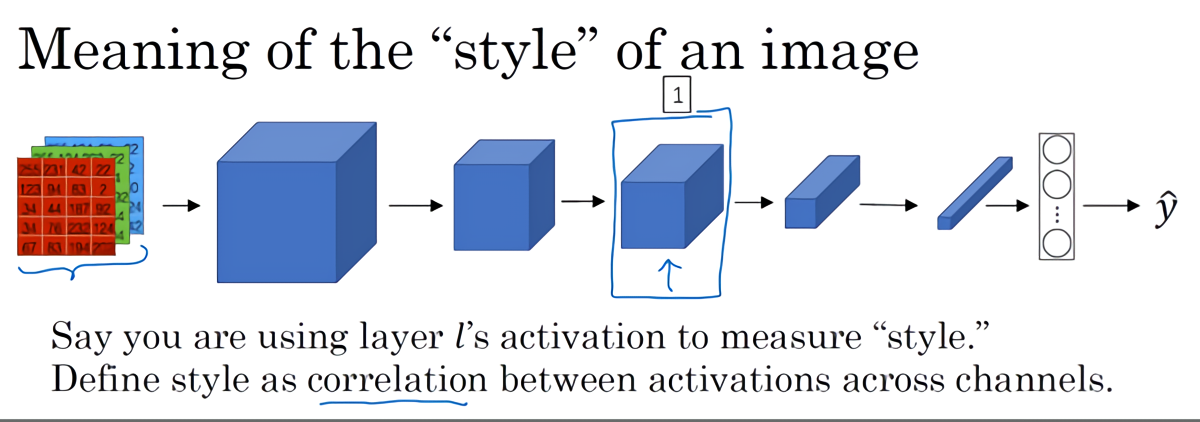 Meaning of the “style” of an image
1
255 231 42 22
123 94 83 2
34 44 187 92
34 76 232 124
67 83 194
⋮
ŷ
Say you are using layer l’s activation to measure “style.”
Define style as correlation between activations across channels.